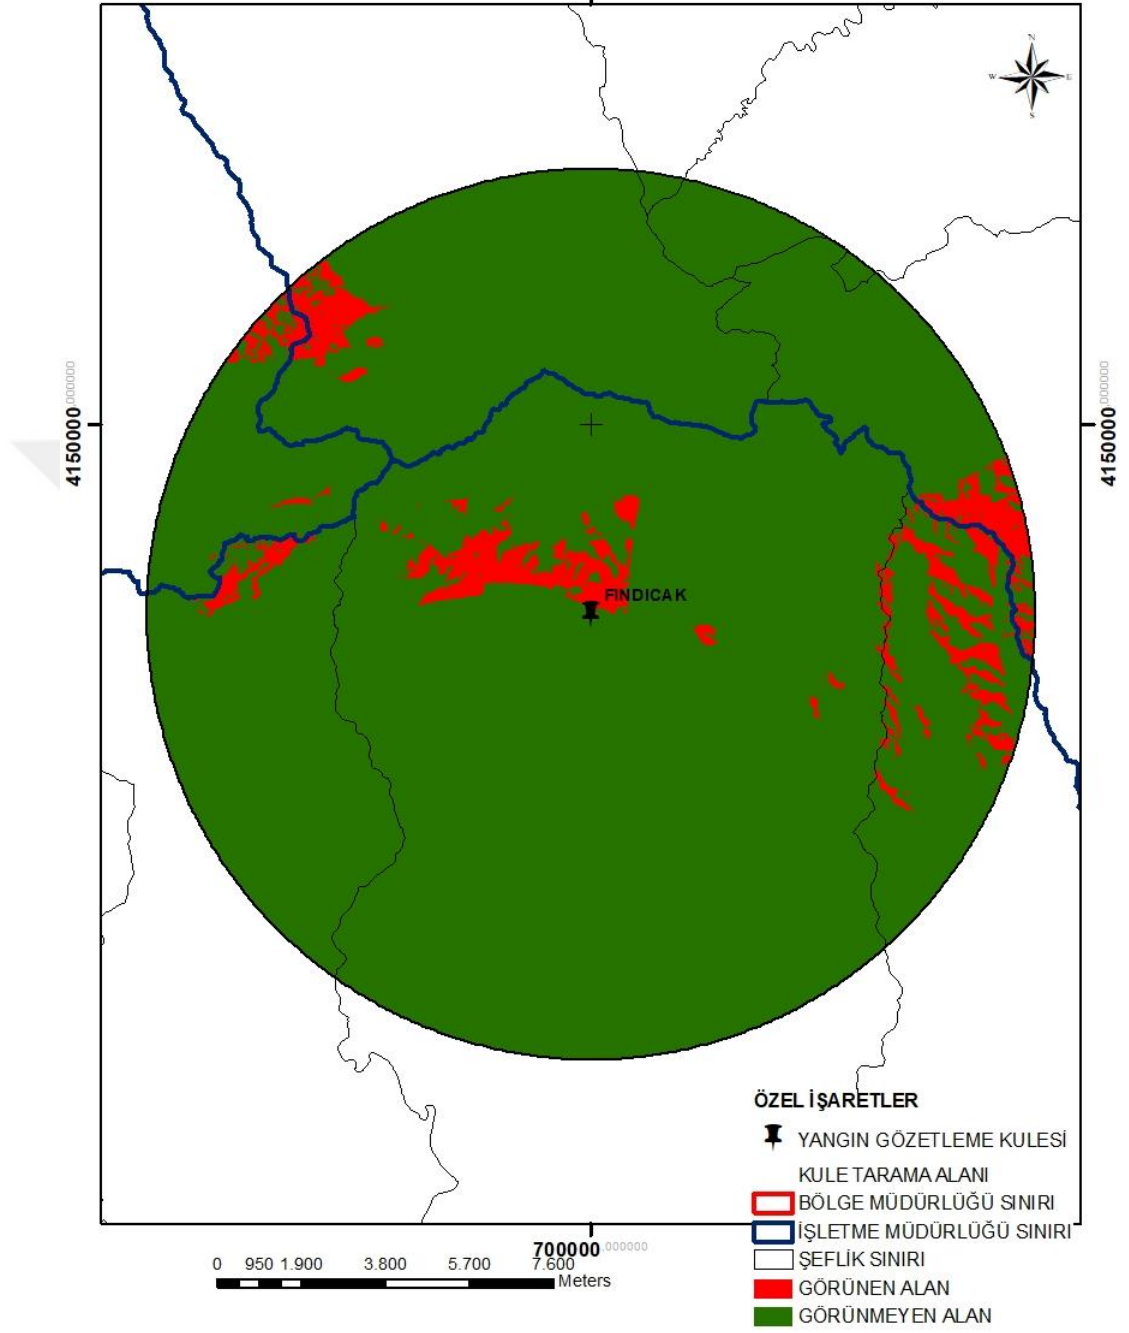 N
W
E
S
4150000,000000
4150000,000000
FINDICAK
ÖZEL İŞARETLER
YANGIN GÖZETLEME KULESİ
KULE TARAMA ALANI
BÖLGE MÜDÜRLÜĞÜ SINIRI
İŞLETME MÜDÜRLÜĞÜ SINIRI
ŞEFLİK SINIRI
GÖRÜNEN ALAN
GÖRÜNMEYEN ALAN
700000,000000
0 950 1.900 3.800 5.700 7.600
Meters